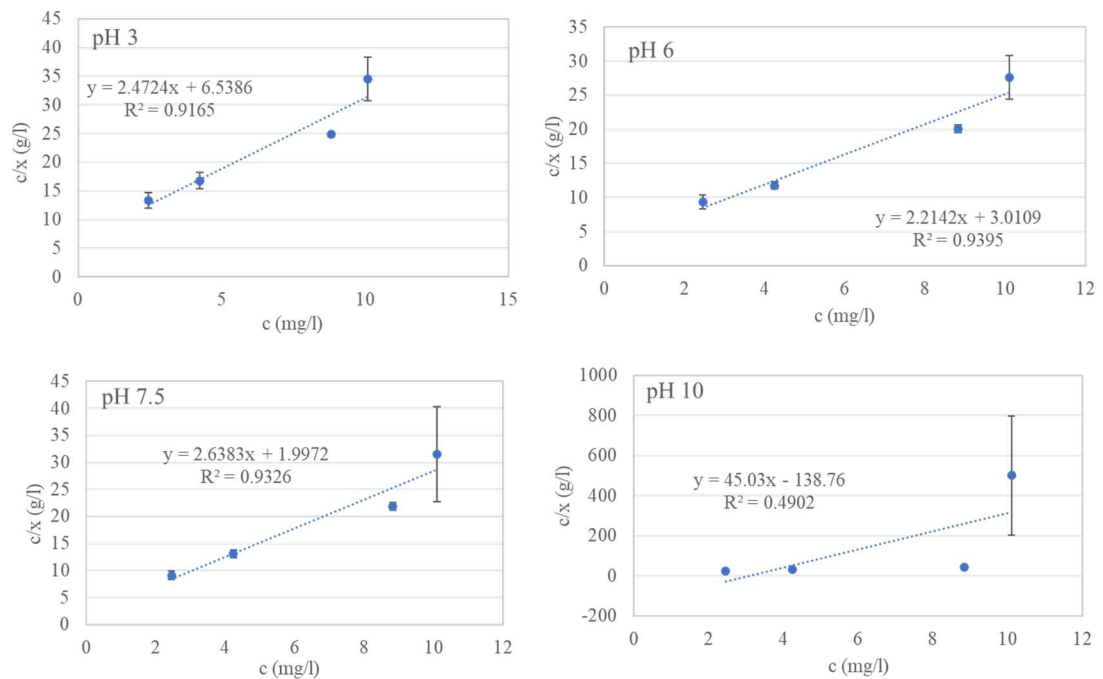 pH 3
y = 2.4724x + 6.5386
R² = 0.9165
c/x (g/l)
45
40
35
30
25
20
15
10
5
0
0 5 10 15
c (mg/l)
pH 6
y = 2.2142x + 3.0109
R² = 0.9395
c/x (g/l)
35
30
25
20
15
10
5
0
0 2 4 6 8 10 12
c (mg/l)
pH 7.5
y = 2.6383x + 1.9972
R² = 0.9326
c/x (g/l)
45
40
35
30
25
20
15
10
5
0
0 2 4 6 8 10 12
c (mg/l)
pH 10
y = 45.03x - 138.76
R² = 0.4902
c/x (g/l)
1000
800
600
400
200
0
-200
0 2 4 6 8 10 12
c (mg/l)